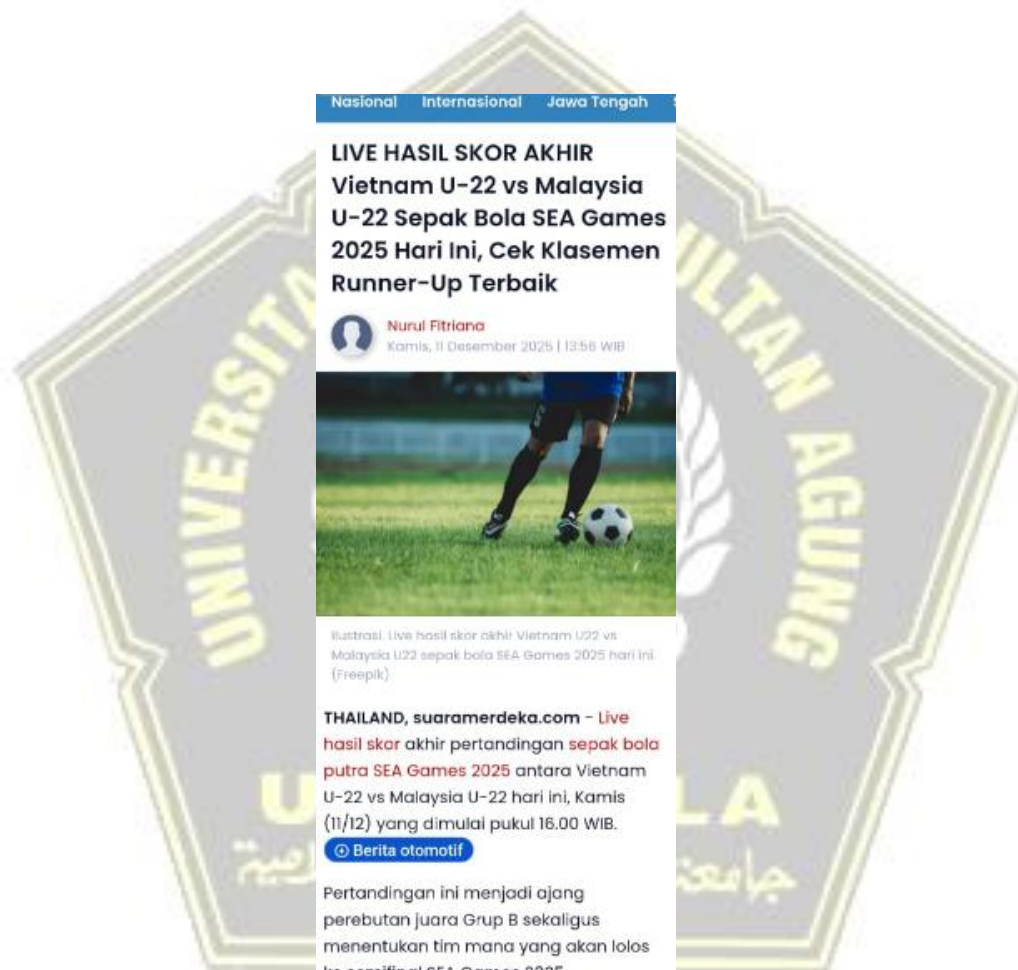 Nasional Internasional Jawa Tengah
LIVE HASIL SKOR AKHIR
Vietnam U-22 vs Malaysia
U-22 Sepak Bola SEA Games
2025 Hari Ini, Cek Klasemen
Runner-Up Terbaik
Nurul Fitriana
Kamis, 11 Desember 2025 | 13:56 WIB
Ilustrasi. Live hasil skor akhir Vietnam U22 vs
Malaysia U22 sepak bola SEA Games 2025 hari ini.
(Freepik)
THAILAND, suaramerdeka.com - Live
hasil skor akhir pertandingan sepak bola
putra SEA Games 2025 antara Vietnam
U-22 vs Malaysia U-22 hari ini, Kamis
(11/12) yang dimulai pukul 16.00 WIB.
Berita otomotif
Pertandingan ini menjadi ajang
perebutan juara Grup B sekaligus
menentukan tim mana yang akan lolos
ke semifinal SEA Games 2025
AGUNG